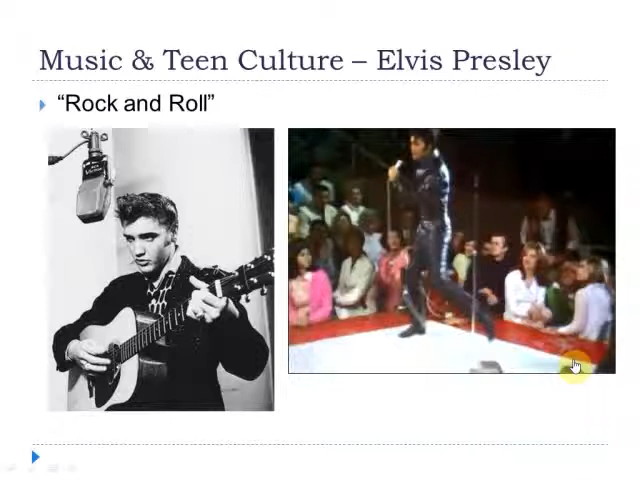 Music & Teen Culture – Elvis Presley
“Rock and Roll”